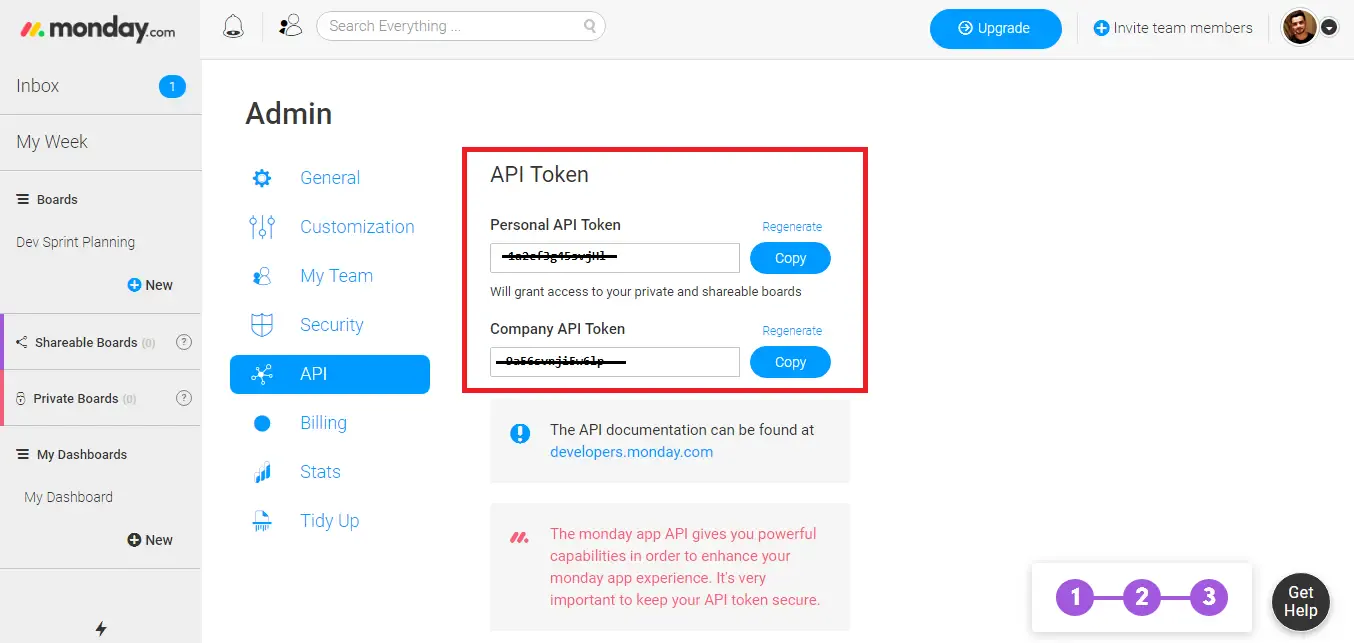 monday.com
Search Everything ...
Upgrade
Invite team members
Inbox
1
My Week
Boards
Dev Sprint Planning
New
Shareable Boards (0)
?
Private Boards (0)
?
My Dashboards
My Dashboard
New
Admin
General
Customization
My Team
Security
API
Billing
Stats
Tidy Up
API Token
Personal API Token
Regenerate
Copy
Will grant access to your private and shareable boards
Company API Token
Regenerate
Copy
The API documentation can be found at
developers.monday.com
The monday app API gives you powerful
capabilities in order to enhance your
monday app experience. It's very
important to keep your API token secure.
1 2 3
Get
Help